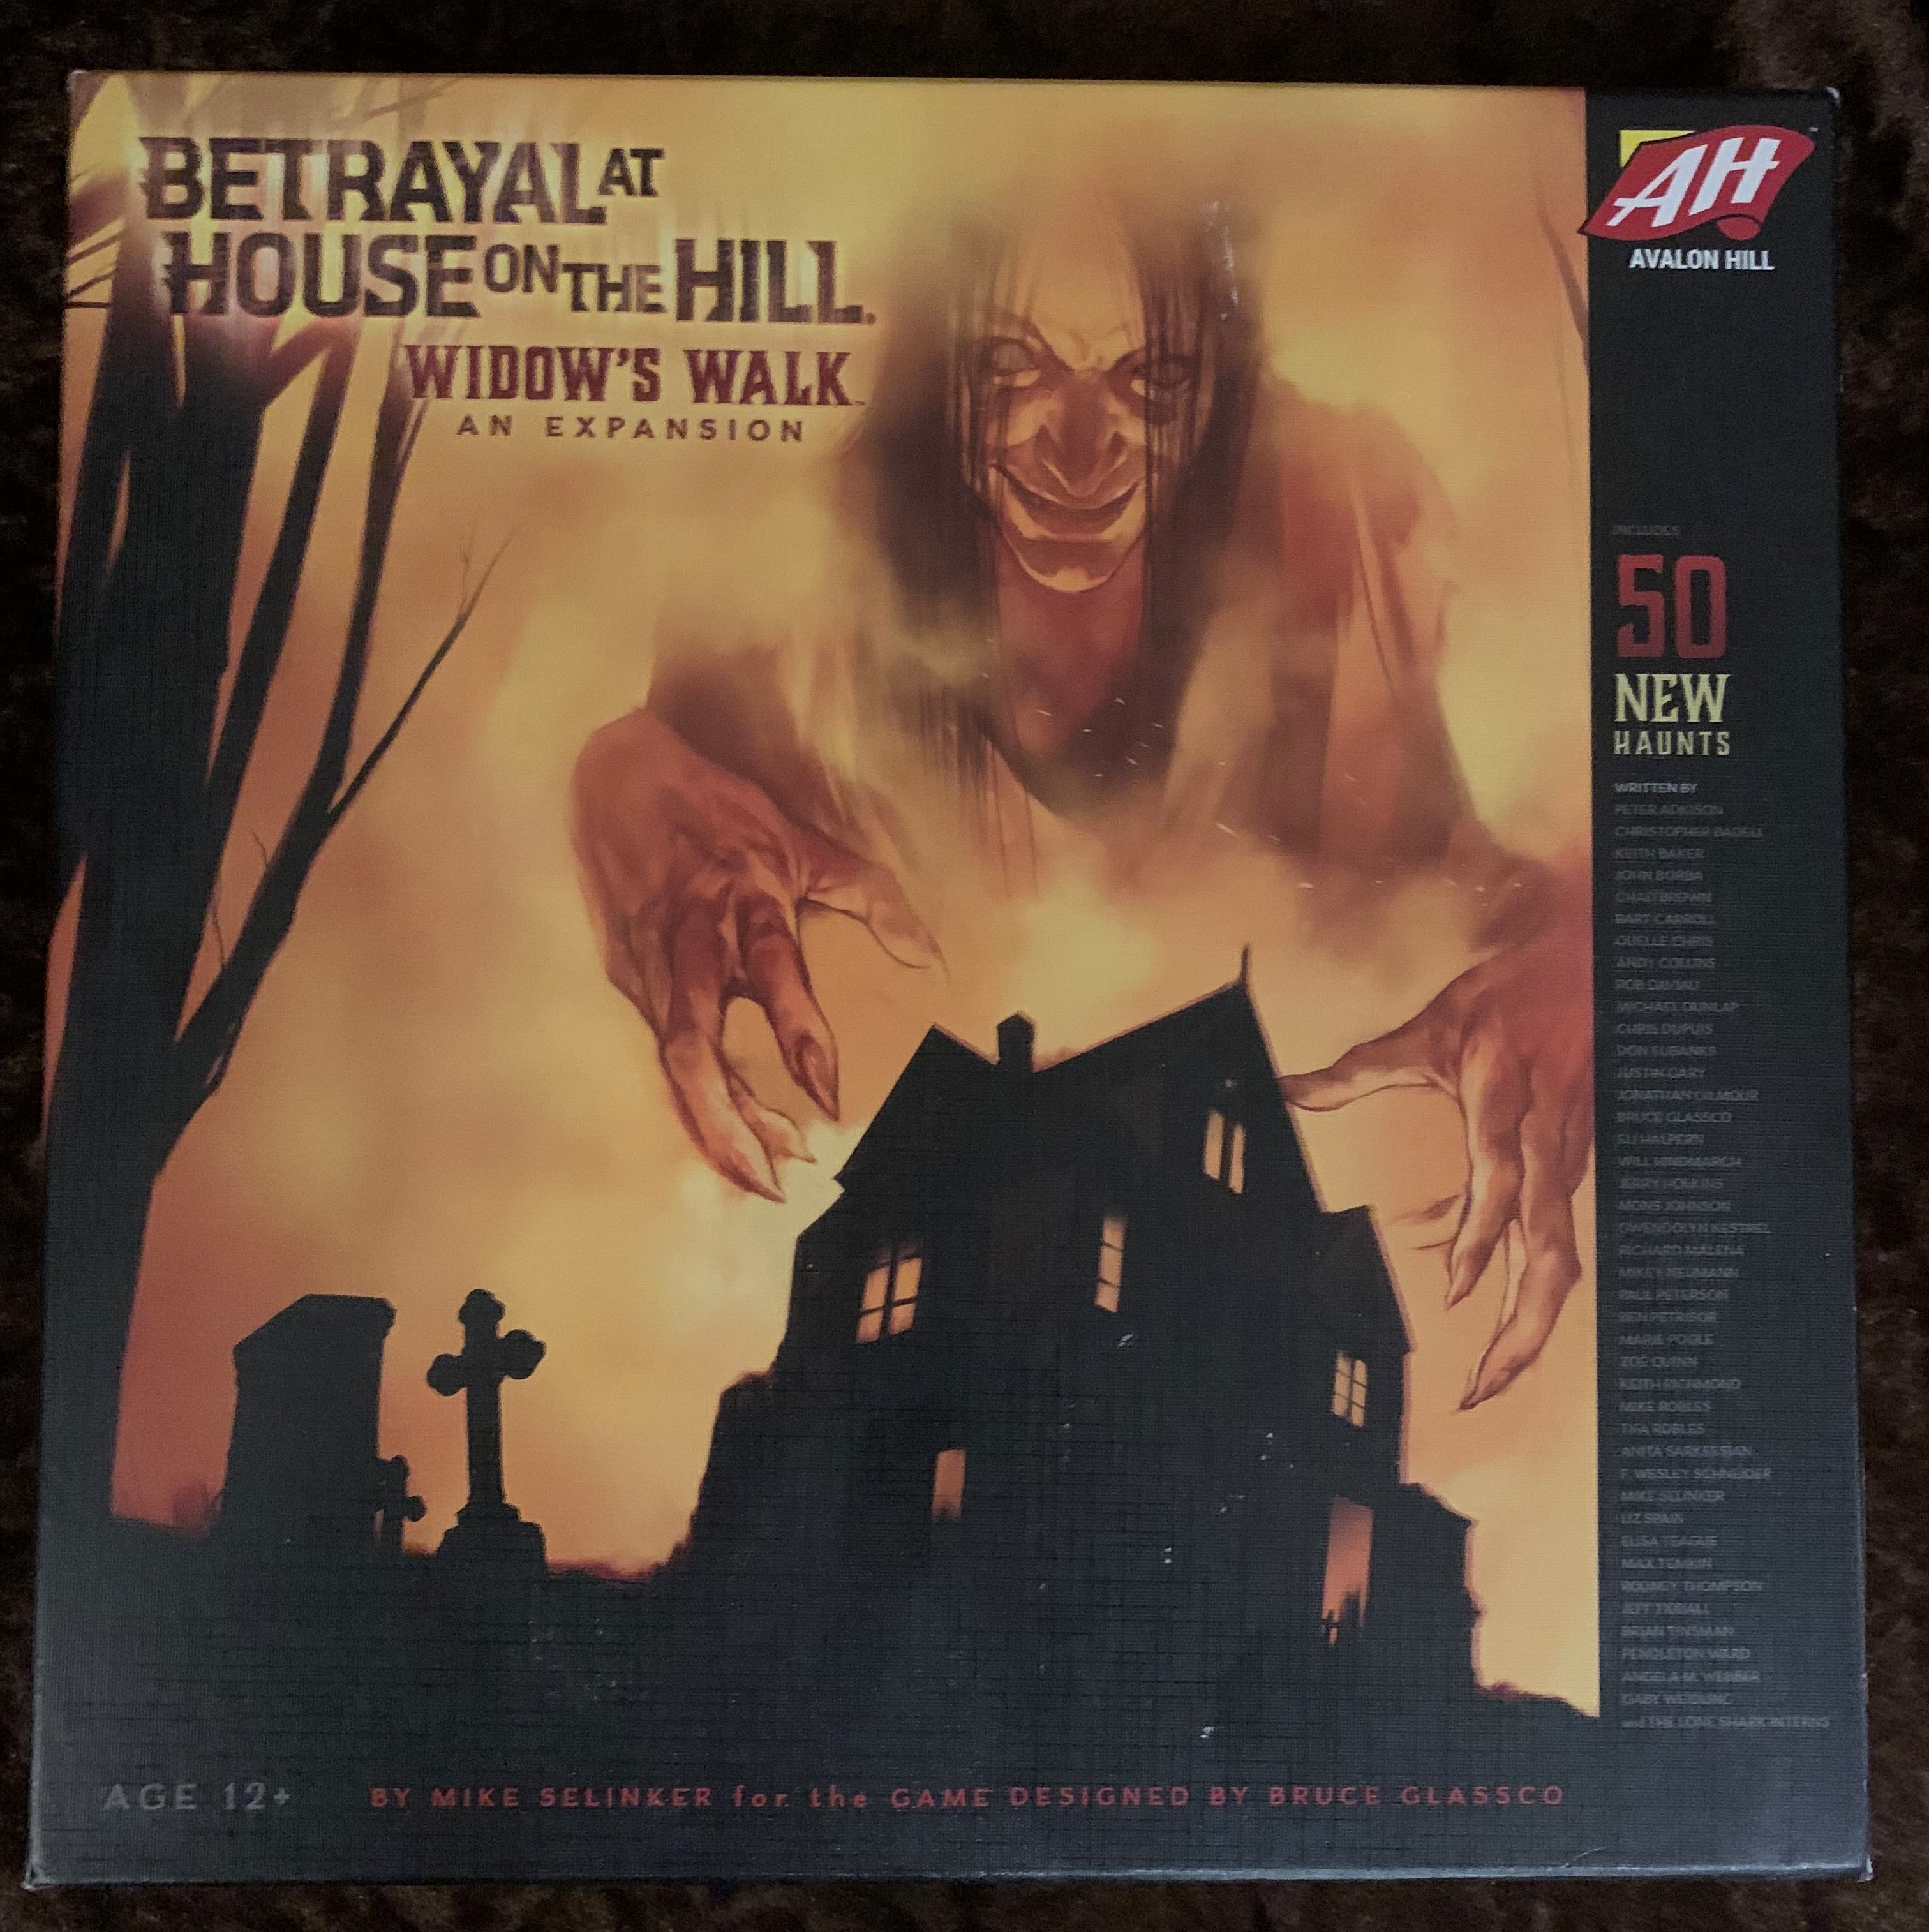 BETRAYAL AT
HOUSE ON THE HILL.
WIDOW'S WALK™
AN EXPANSION
AH™
AVALON HILL
INCLUDES
50
NEW
HAUNTS
WRITTEN BY
PETER ADKISON
CHRISTOPHER BADELL
KEITH BAKER
JOHN BORBA
CHAD BROWN
BART CARROLL
QUELLE CHRIS
ANDY COLLINS
ROB DAVIAU
MICHAEL DUNLAP
CHRIS DUPUIS
DON EUBANKS
JUSTIN GARY
JONATHAN GILMOUR
BRUCE GLASSCO
ELI HALPERN
WILL HINDMARCH
JERRY HOLKINS
MONS JOHNSON
GWENDOLYN KESTREL
RICHARD MALENA
MIKEY NEUMANN
PAUL PETERSON
BEN PETRISOR
MARIE POOLE
ZOE QUINN
KEITH RICHMOND
MIKE ROBLES
TIFA ROBLES
ANITA SARKEESIAN
F. WESLEY SCHNEIDER
MIKE SELINKER
LIZ SPAIN
ELISA TEAGUE
MAX TEMKIN
RODNEY THOMPSON
JEFF TIDBALL
BRIAN TINSMAN
PENDLETON WARD
ANGELA M. WEBBER
GABY WEIDLING
and THE LONE SHARK INTERNS
AGE 12+
BY MIKE SELINKER for the GAME DESIGNED BY BRUCE GLASSCO